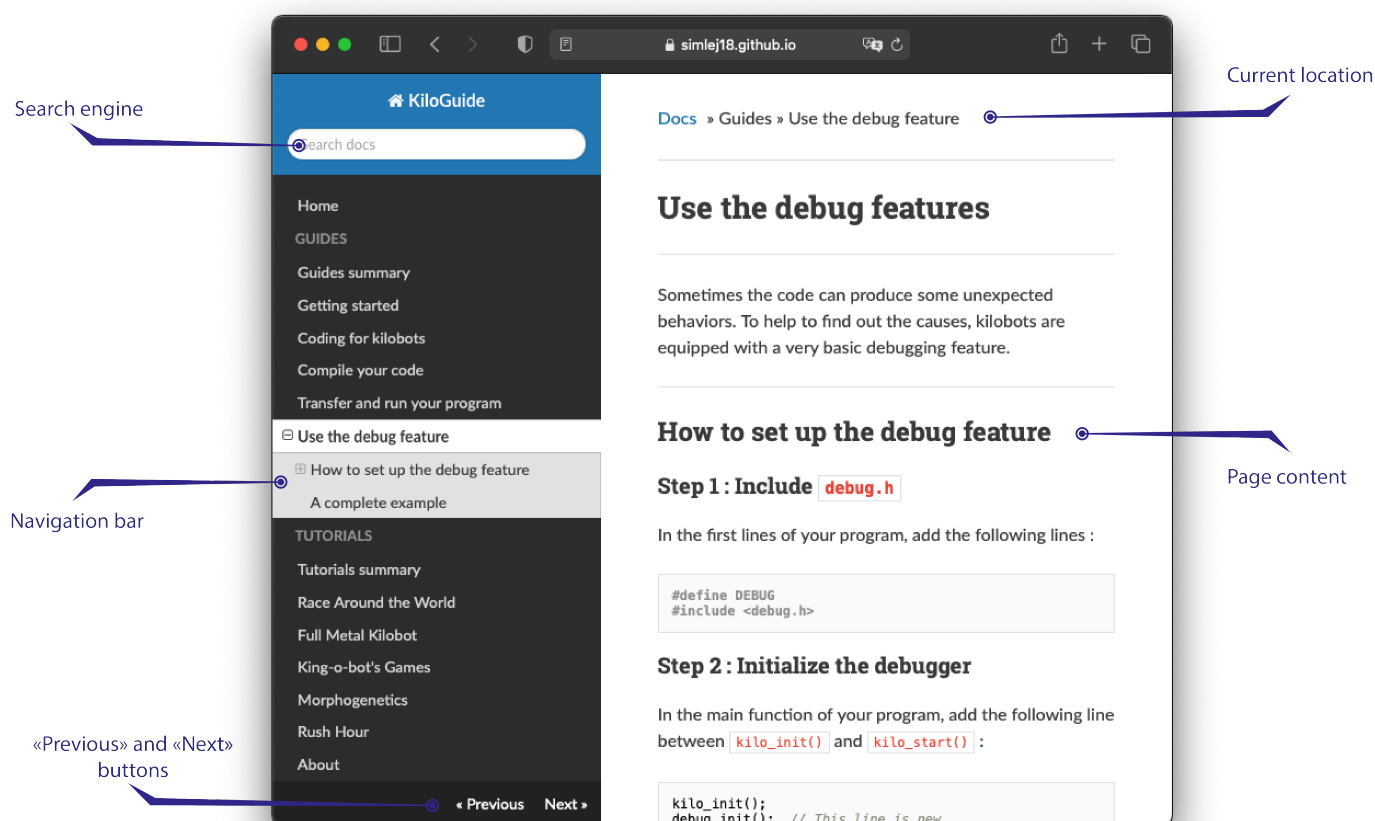 simlej18.github.io
Current location
Search engine
KiloGuide
Search docs
Docs » Guides » Use the debug feature
Home
GUIDES
Guides summary
Getting started
Coding for kilobots
Compile your code
Transfer and run your program
Use the debug feature
How to set up the debug feature
A complete example
Navigation bar
TUTORIALS
Tutorials summary
Race Around the World
Full Metal Kilobot
King-o-bot's Games
Morphogenetics
Rush Hour
About
«Previous» and «Next»
buttons
« Previous Next »
Use the debug features
Sometimes the code can produce some unexpected
behaviors. To help to find out the causes, kilobots are
equipped with a very basic debugging feature.
How to set up the debug feature
Page content
Step 1 : Include debug.h
In the first lines of your program, add the following lines :
#define DEBUG
#include <debug.h>
Step 2 : Initialize the debugger
In the main function of your program, add the following line
between kilo_init() and kilo_start() :
kilo_init();
debug_init(); // This line is new